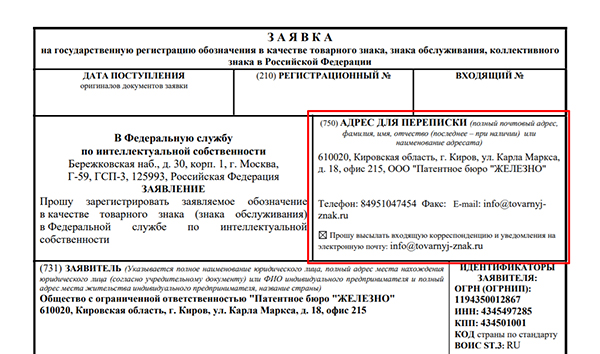 ЗАЯВКА
на государственную регистрацию обозначения в качестве товарного знака, знака обслуживания, коллективного
знака в Российской Федерации
ДАТА ПОСТУПЛЕНИЯ
оригиналов документов заявки
(210) РЕГИСТРАЦИОННЫЙ №
ВХОДЯЩИЙ №
В Федеральную службу
по интеллектуальной собственности
Бережковская наб., д. 30, корп. 1, г. Москва,
Г-59, ГСП-3, 125993, Российская Федерация
ЗАЯВЛЕНИЕ
Прошу зарегистрировать заявляемое обозначение
в качестве товарного знака (знака обслуживания)
в Федеральной службе по интеллектуальной
собственности
(750) АДРЕС ДЛЯ ПЕРЕПИСКИ (полный почтовый адрес,
фамилия, имя, отчество (последнее – при наличии) или
наименование адресата)
610020, Кировская область, г. Киров, ул. Карла Маркса,
д. 18, офис 215, ООО "Патентное бюро "ЖЕЛЕЗНО"
Телефон: 84951047454 Факс: E-mail: info@tovarnyj-
znak.ru
☒ Прошу высылать входящую корреспонденцию и уведомления на
электронную почту: info@tovarnyj-znak.ru
(731) ЗАЯВИТЕЛЬ (Указывается полное наименование юридического лица, полный адрес места нахождения
юридического лица (согласно учредительному документу) или ФИО индивидуального предпринимателя и полный
адрес места жительства индивидуального предпринимателя, название страны)
Общество с ограниченной ответственностью "Патентное бюро "ЖЕЛЕЗНО"
610020, Кировская область, г. Киров, ул. Карла Маркса, д. 18, офис 215
ИДЕНТИФИКАТОРЫ
ЗАЯВИТЕЛЯ:
ОГРН (ОГРНИП):
1194350012867
ИНН: 4345497285
КПП: 434501001
КОД страны по стандарту
ВОИС ST.3: RU